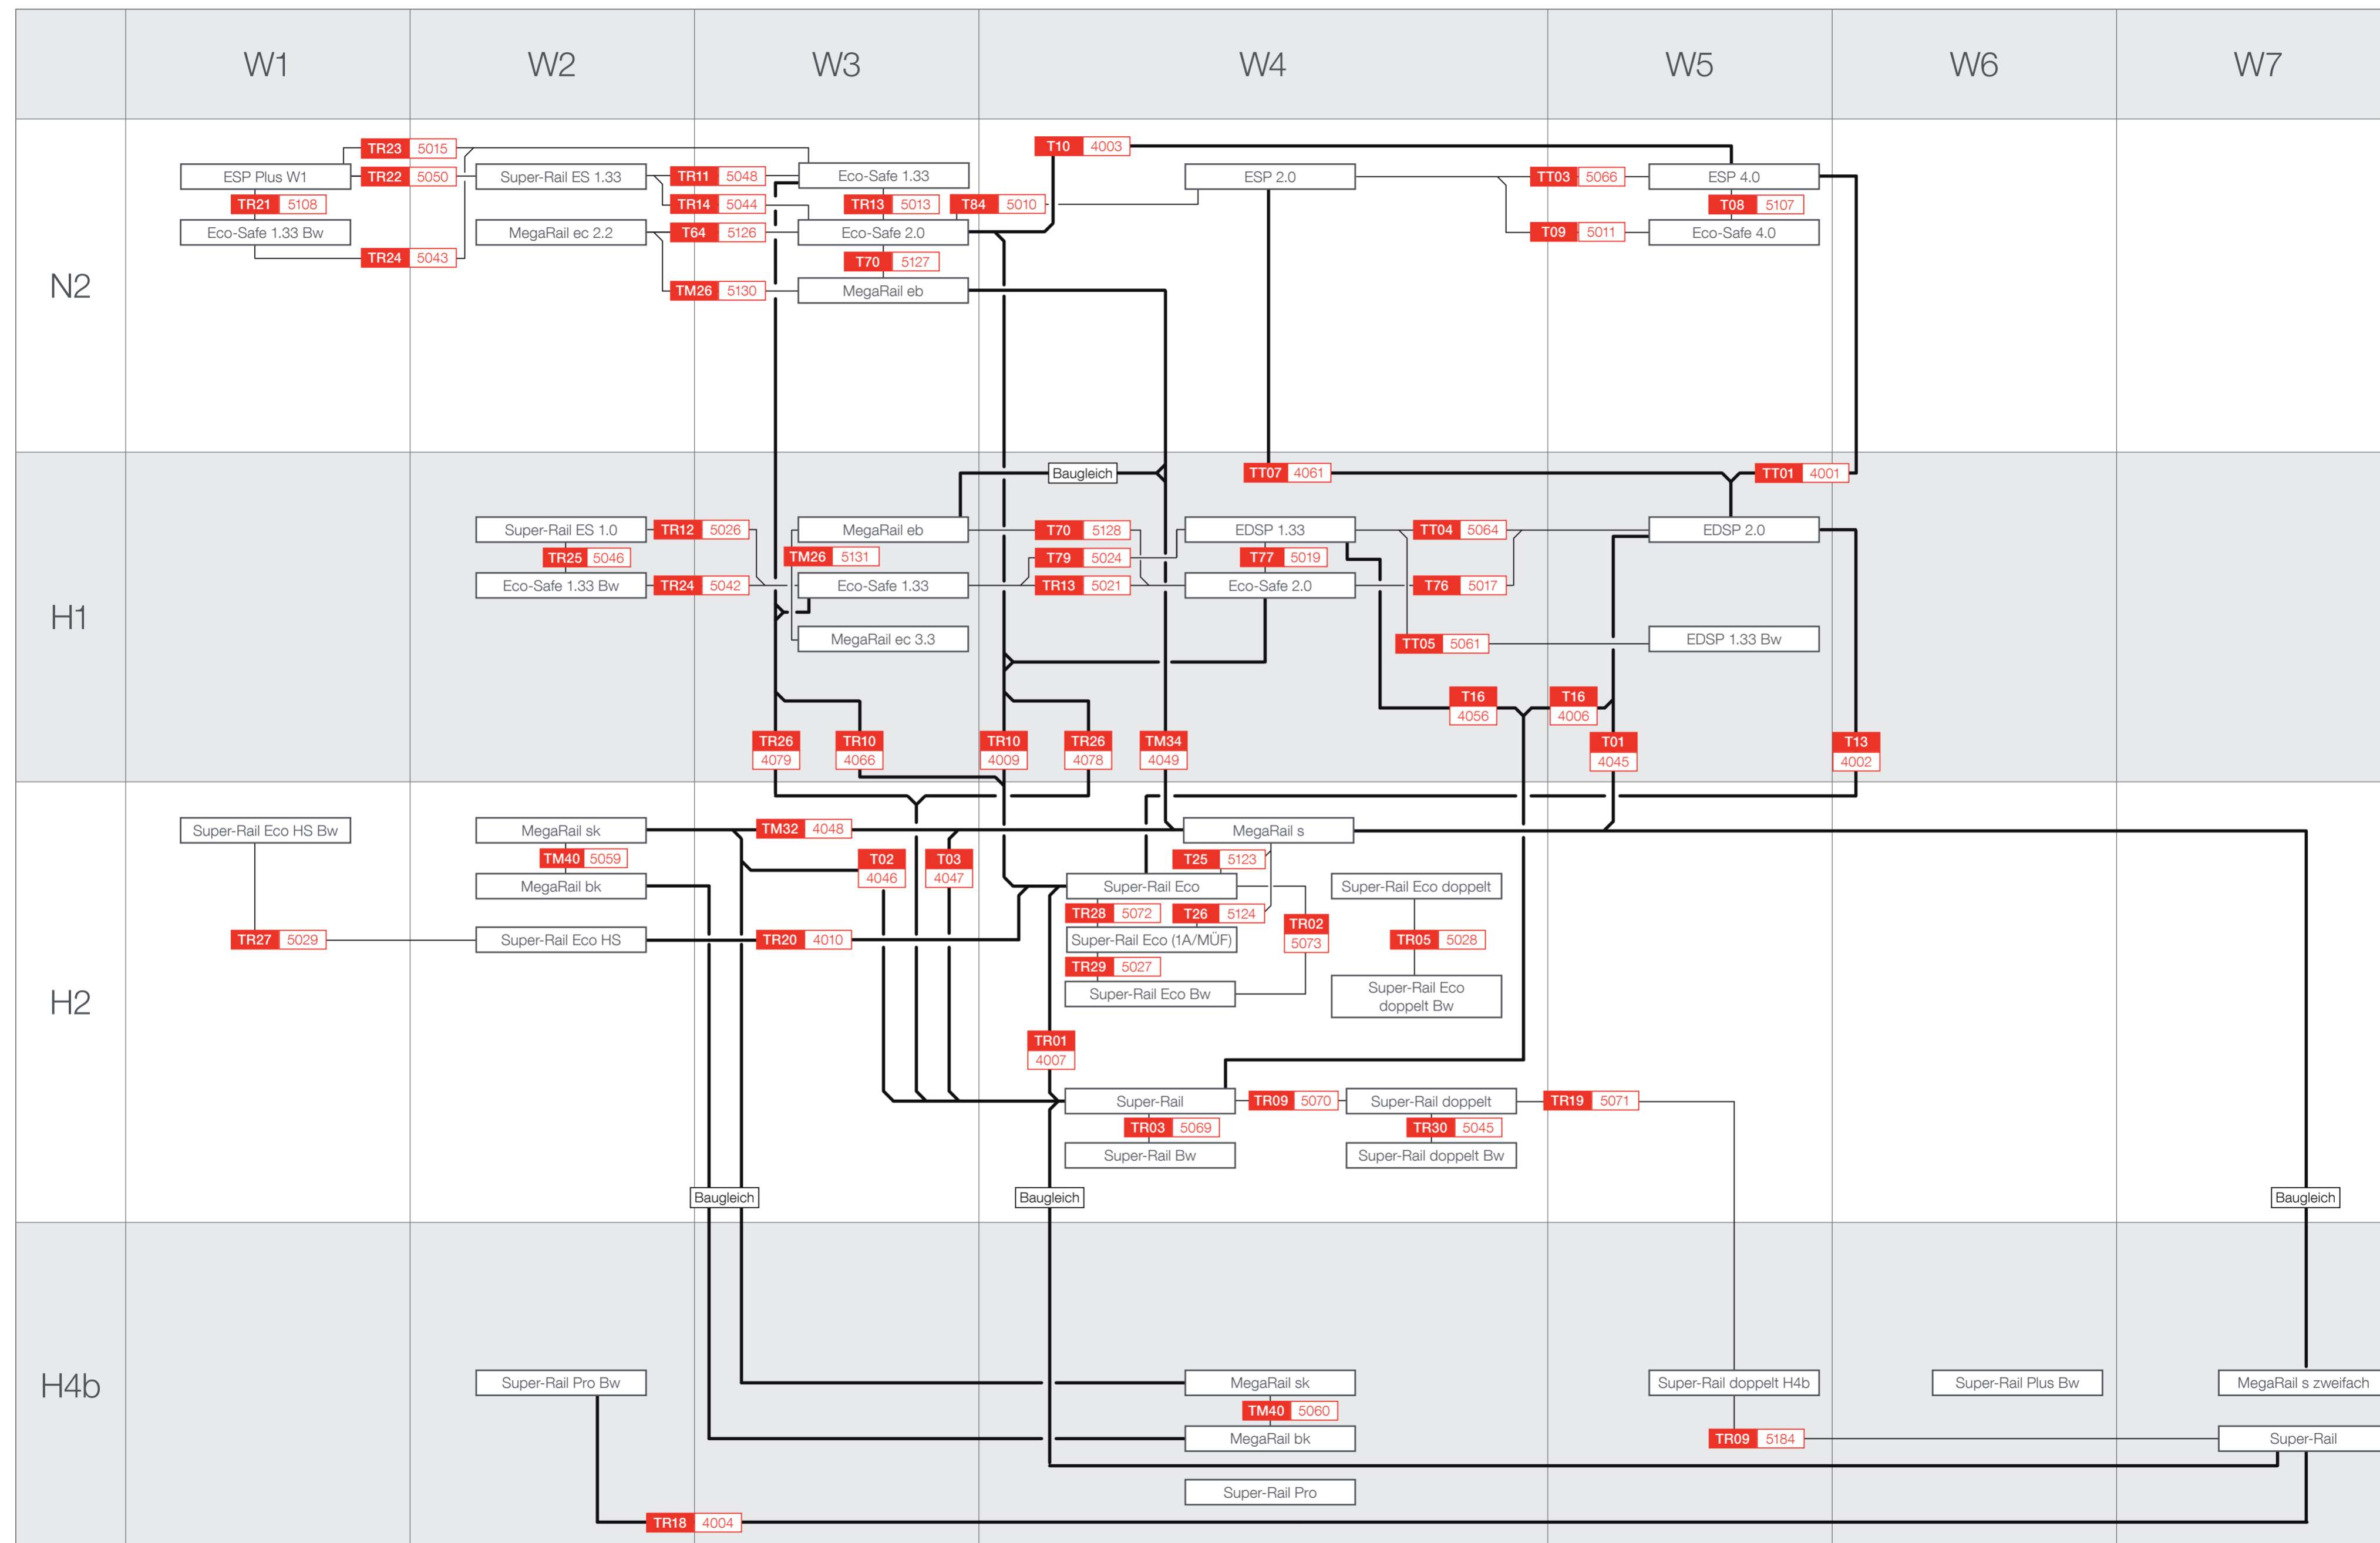 W1 W2 W3 W4 W5 W6 W7
N2
TR23 5015
T10 4003
ESP Plus W1 TR22 5050 Super-Rail ES 1.33 TR11 5048 Eco-Safe 1.33 ESP 2.0 TT03 5066 ESP 4.0
TR21 5108 TR14 5044 TR13 5013 T84 5010 T08 5107
Eco-Safe 1.33 Bw MegaRail ec 2.2 T64 5126 Eco-Safe 2.0 T09 5011 Eco-Safe 4.0
TR24 5043 T70 5127
TM26 5130 MegaRail eb
H1
Baugleich TT07 4061 TT01 4001
Super-Rail ES 1.0 TR12 5026 MegaRail eb T70 5128 EDSP 1.33 TT04 5064 EDSP 2.0
TR25 5046 TM26 5131 T79 5024 T77 5019
Eco-Safe 1.33 Bw TR24 5042 Eco-Safe 1.33 TR13 5021 Eco-Safe 2.0 T76 5017
MegaRail ec 3.3 TT05 5061 EDSP 1.33 Bw
T16 T16
4056 4006
TR26 TR10 TR10 TR26 TM34 T01 T13
4079 4066 4009 4078 4049 4045 4002
H2
Super-Rail Eco HS Bw MegaRail sk TM32 4048 MegaRail s
TM40 5059 T02 T03 T25 5123
4046 4047
MegaRail bk Super-Rail Eco Super-Rail Eco doppelt
TR28 5072 T26 5124 TR02
5073
TR27 5029 Super-Rail Eco HS TR20 4010 Super-Rail Eco (1A/MÜF) TR05 5028
TR29 5027
Super-Rail Eco Bw Super-Rail Eco
doppelt Bw
TR01
4007
Super-Rail TR09 5070 Super-Rail doppelt TR19 5071
TR03 5069 TR30 5045
Super-Rail Bw Super-Rail doppelt Bw
Baugleich Baugleich Baugleich
H4b
Super-Rail Pro Bw MegaRail sk Super-Rail doppelt H4b Super-Rail Plus Bw MegaRail s zweifach
TM40 5060
MegaRail bk TR09 5184 Super-Rail
Super-Rail Pro
TR18 4004